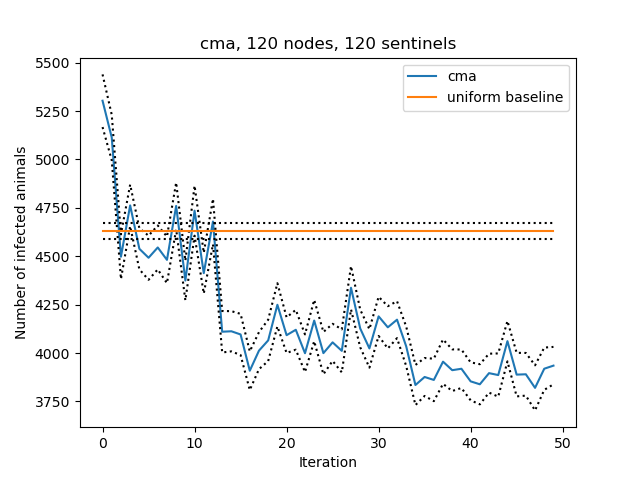 cma, 120 nodes, 120 sentinels
cma
uniform baseline
Number of infected animals
5500
5250
5000
4750
4500
4250
4000
3750
0
10
20
30
40
50
Iteration